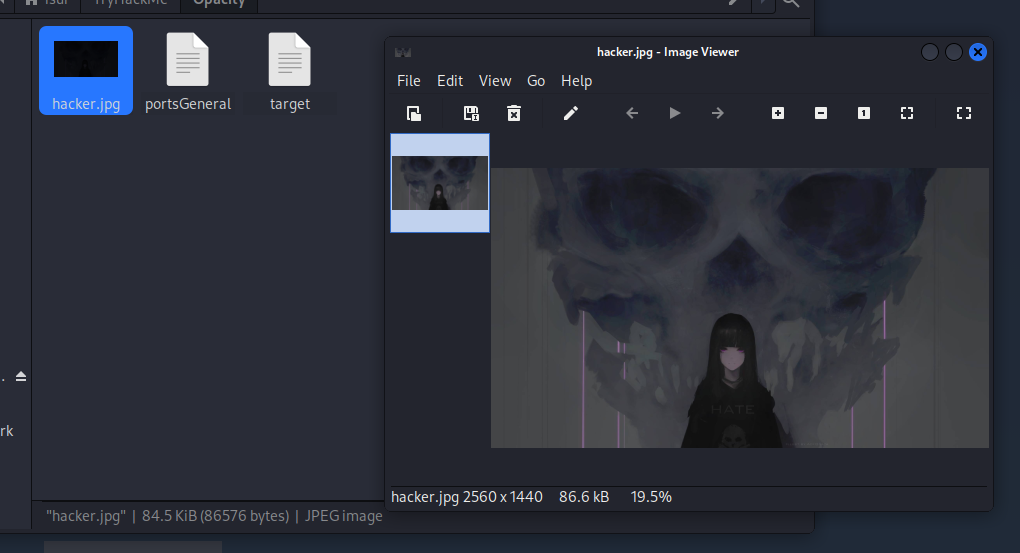 TryHackMe
Opacity
hacker.jpg
portsGeneral
target
rk
"hacker.jpg" | 84.5 KiB (86576 bytes) | JPEG image
hacker.jpg - Image Viewer
File Edit View Go Help
HATE
hacker.jpg 2560 x 1440 86.6 kB 19.5%